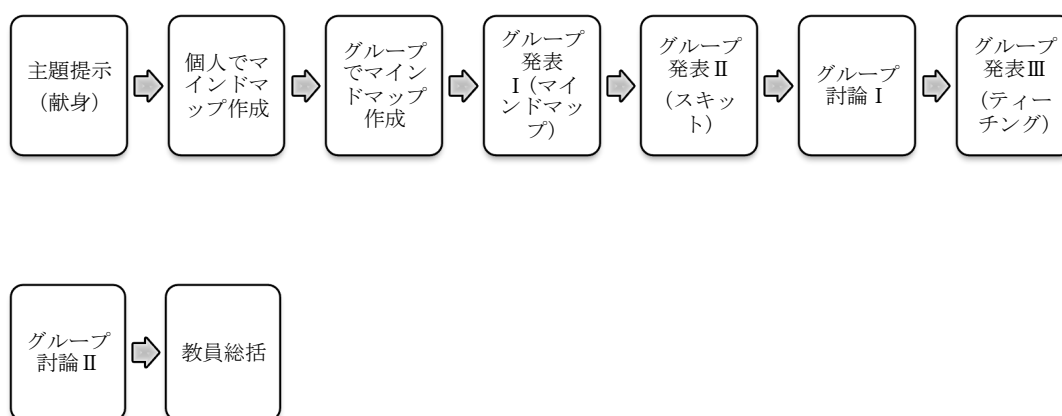 主題提示
（献身）
個人でマ
インドマ
ップ作成
グループ
でマイン
ドマップ
作成
グループ
発表
Ⅰ（マイ
ンドマッ
プ）
グループ
発表Ⅱ
（スキッ
ト）
グループ
討論Ⅰ
グループ
発表Ⅲ
（ティー
チング）
グループ
討論Ⅱ
教員総括